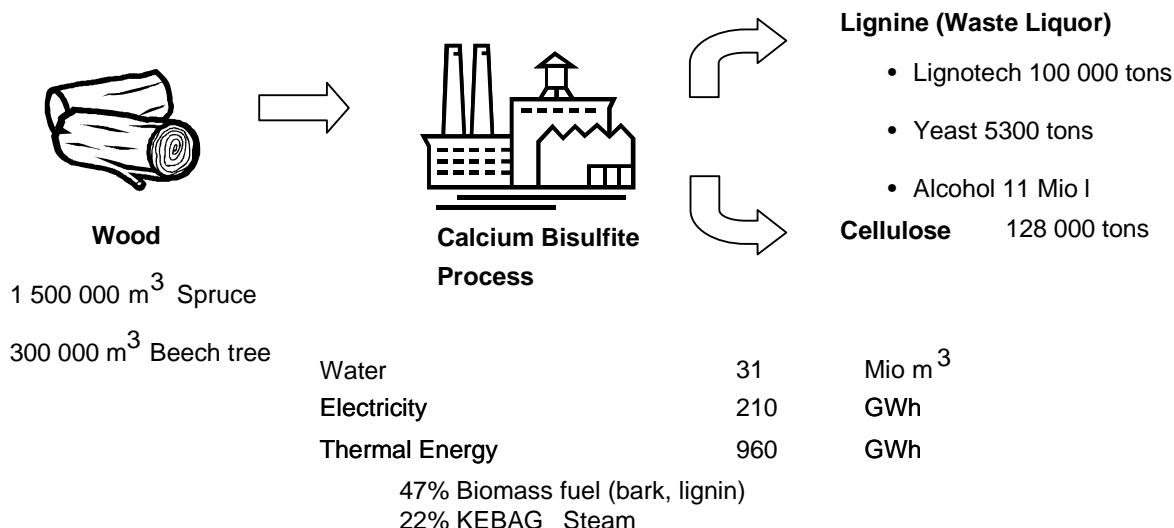 Wood
1 500 000 m³ Spruce
300 000 m³ Beech tree
Calcium Bisulfite
Process
Lignine (Waste Liquor)
• Lignotech 100 000 tons
• Yeast 5300 tons
• Alcohol 11 Mio l
Cellulose 128 000 tons
Water 31 Mio m³
Electricity 210 GWh
Thermal Energy 960 GWh
47% Biomass fuel (bark, lignin)
22% KEBAG Steam